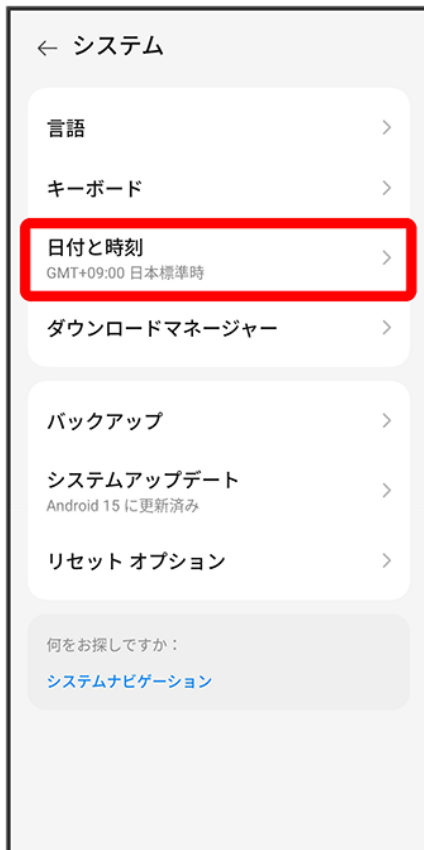 ← システム
言語
キーボード
日付と時刻
GMT+09:00 日本標準時
ダウンロードマネージャー
バックアップ
システムアップデート
Android 15 に更新済み
リセット オプション
何をお探しですか：
システムナビゲーション